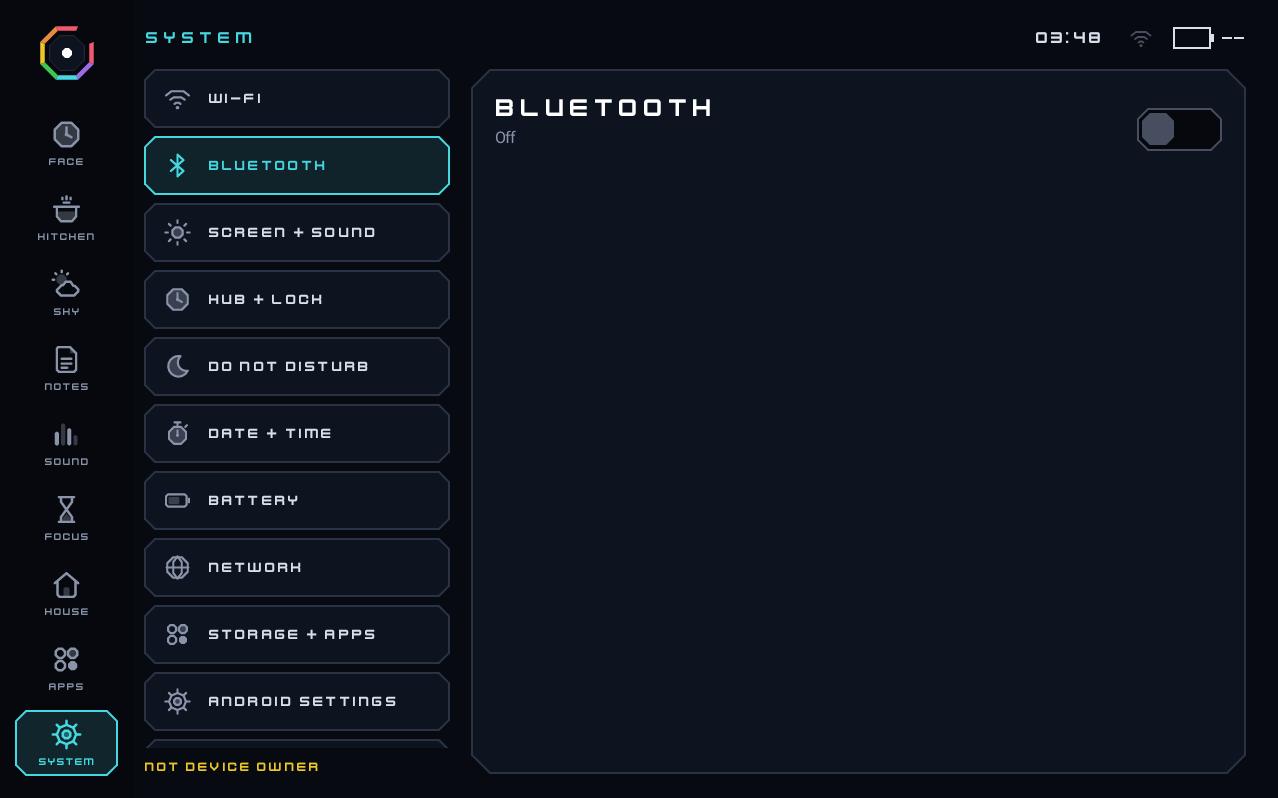 SYSTEM
03:48
--
FACE
KITCHEN
SKY
NOTES
SOUND
FOCUS
HOUSE
APPS
SYSTEM
WI-FI
BLUETOOTH
SCREEN + SOUND
HUB + LOCK
DO NOT DISTURB
DATE + TIME
BATTERY
NETWORK
STORAGE + APPS
ANDROID SETTINGS
NOT DEVICE OWNER
BLUETOOTH
Off